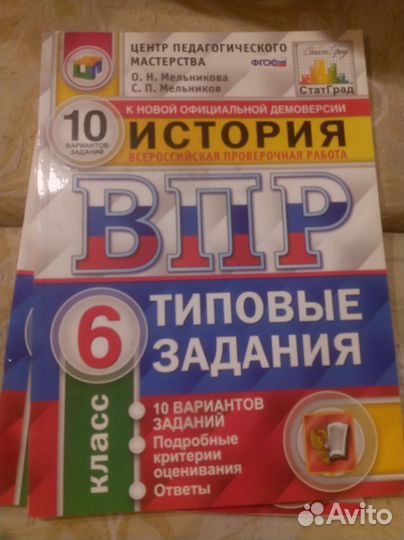 ЦЕНТР ПЕДАГОГИЧЕСКОГО
МАСТЕРСТВА
ФГОС
О. Н. Мельникова
С. П. Мельников
СтатГрад
К НОВОЙ ОФИЦИАЛЬНОЙ ДЕМОВЕРСИИ
10
ВАРИАНТОВ
ЗАДАНИЙ
ИСТОРИЯ
ВСЕРОССИЙСКАЯ ПРОВЕРОЧНАЯ РАБОТА
ВПР
6
класс
ТИПОВЫЕ
ЗАДАНИЯ
10 ВАРИАНТОВ
ЗАДАНИЙ
Подробные
критерии
оценивания
Ответы
Avito